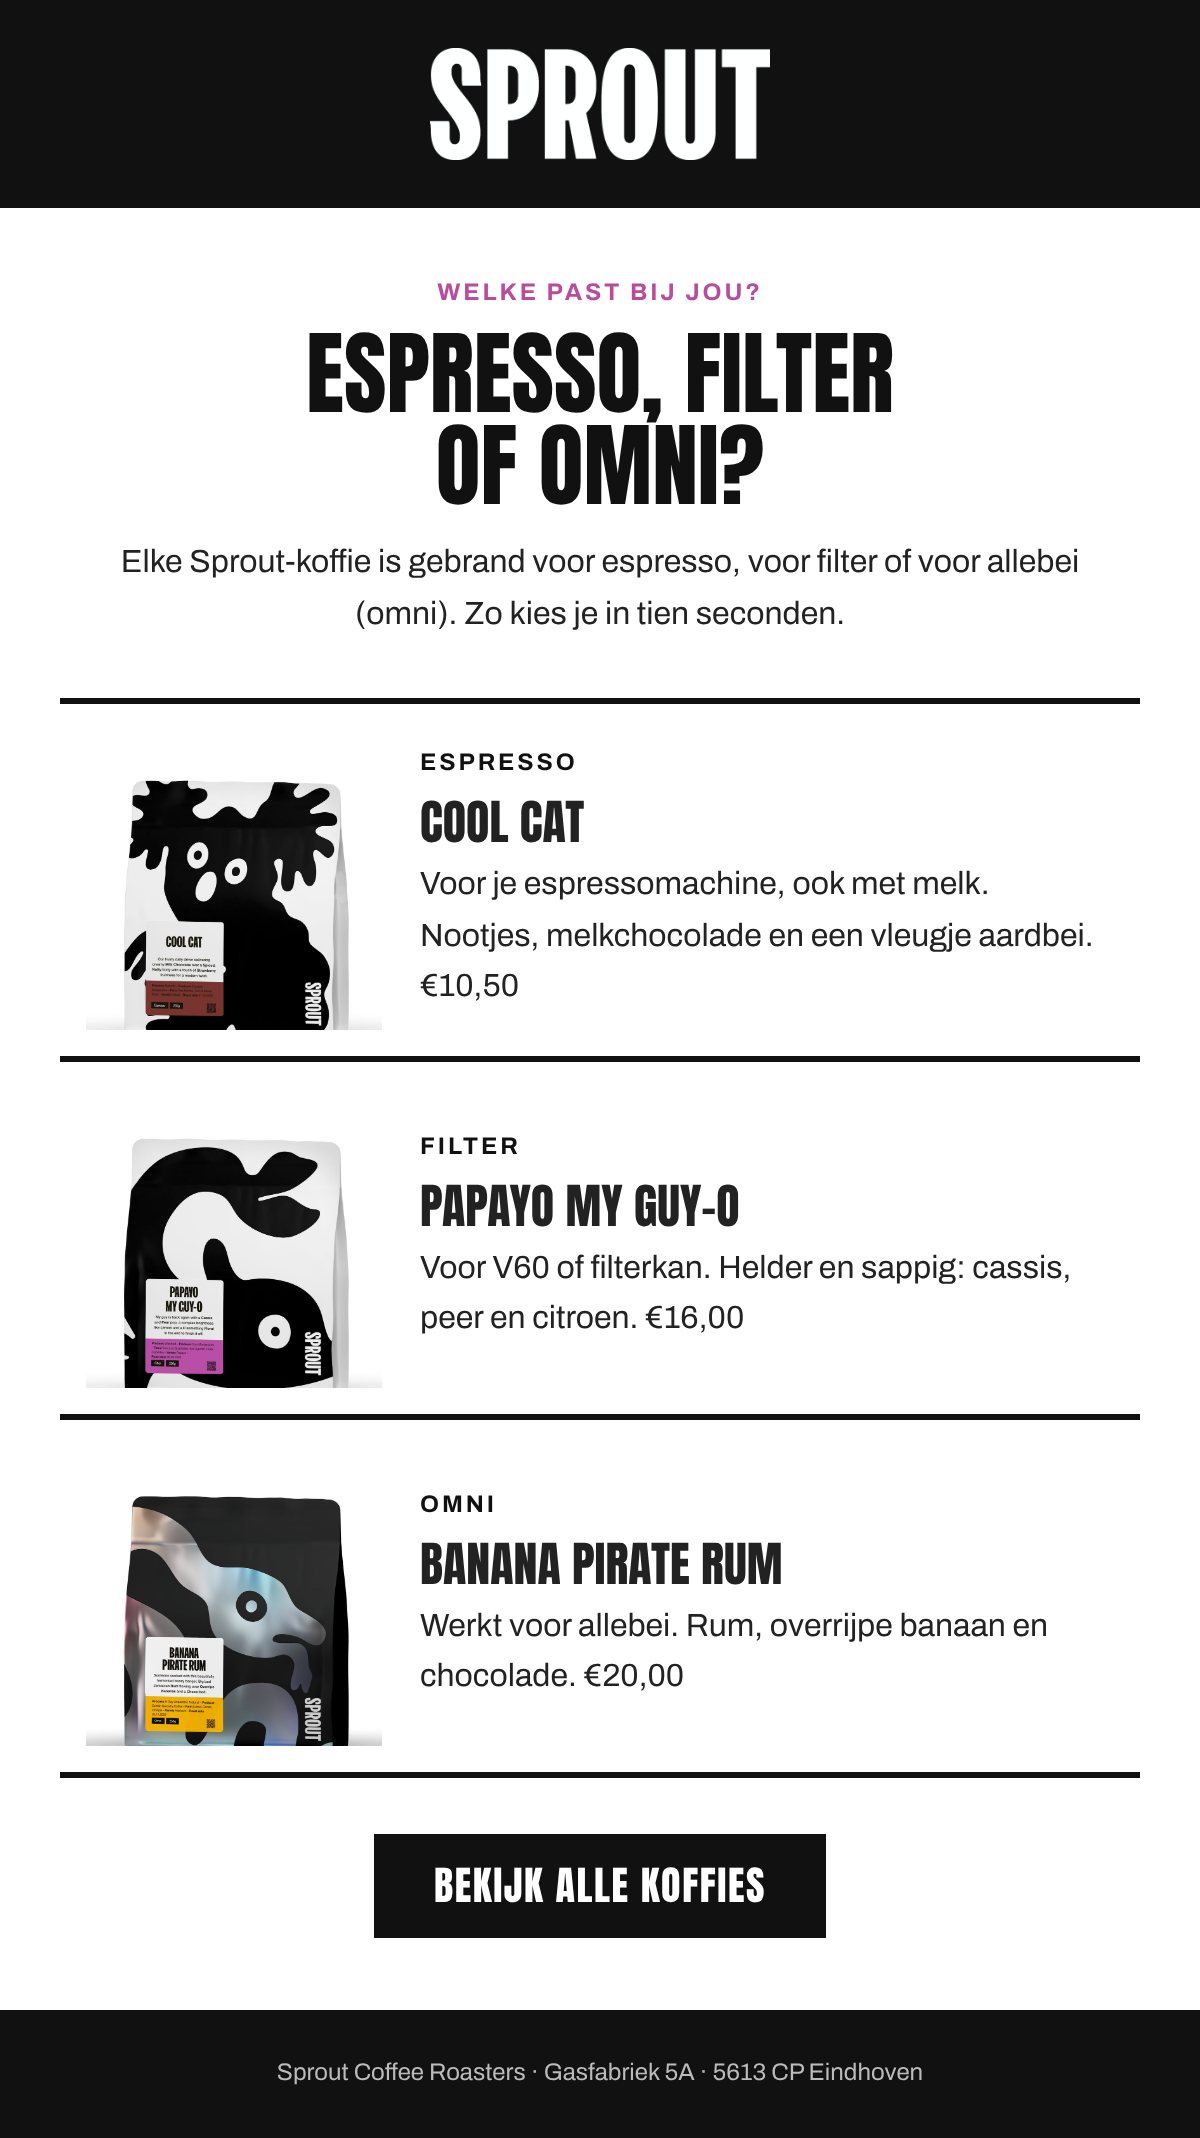 SPROUT
WELKE PAST BIJ JOU?
ESPRESSO, FILTER
OF OMNI?
Elke Sprout-koffie is gebrand voor espresso, voor filter of voor allebei
(omni). Zo kies je in tien seconden.
ESPRESSO
COOL CAT
Voor je espressomachine, ook met melk.
Nootjes, melkchocolade en een vleugje aardbei.
€10,50
COOL CAT
SPROUT
FILTER
PAPAYO MY GUY-O
Voor V60 of filterkan. Helder en sappig: cassis,
peer en citroen. €16,00
PAPAYO
MY GUY-O
SPROUT
OMNI
BANANA PIRATE RUM
Werkt voor allebei. Rum, overrijpe banaan en
chocolade. €20,00
BANANA
PIRATE RUM
SPROUT
BEKIJK ALLE KOFFIES
Sprout Coffee Roasters · Gasfabriek 5A · 5613 CP Eindhoven